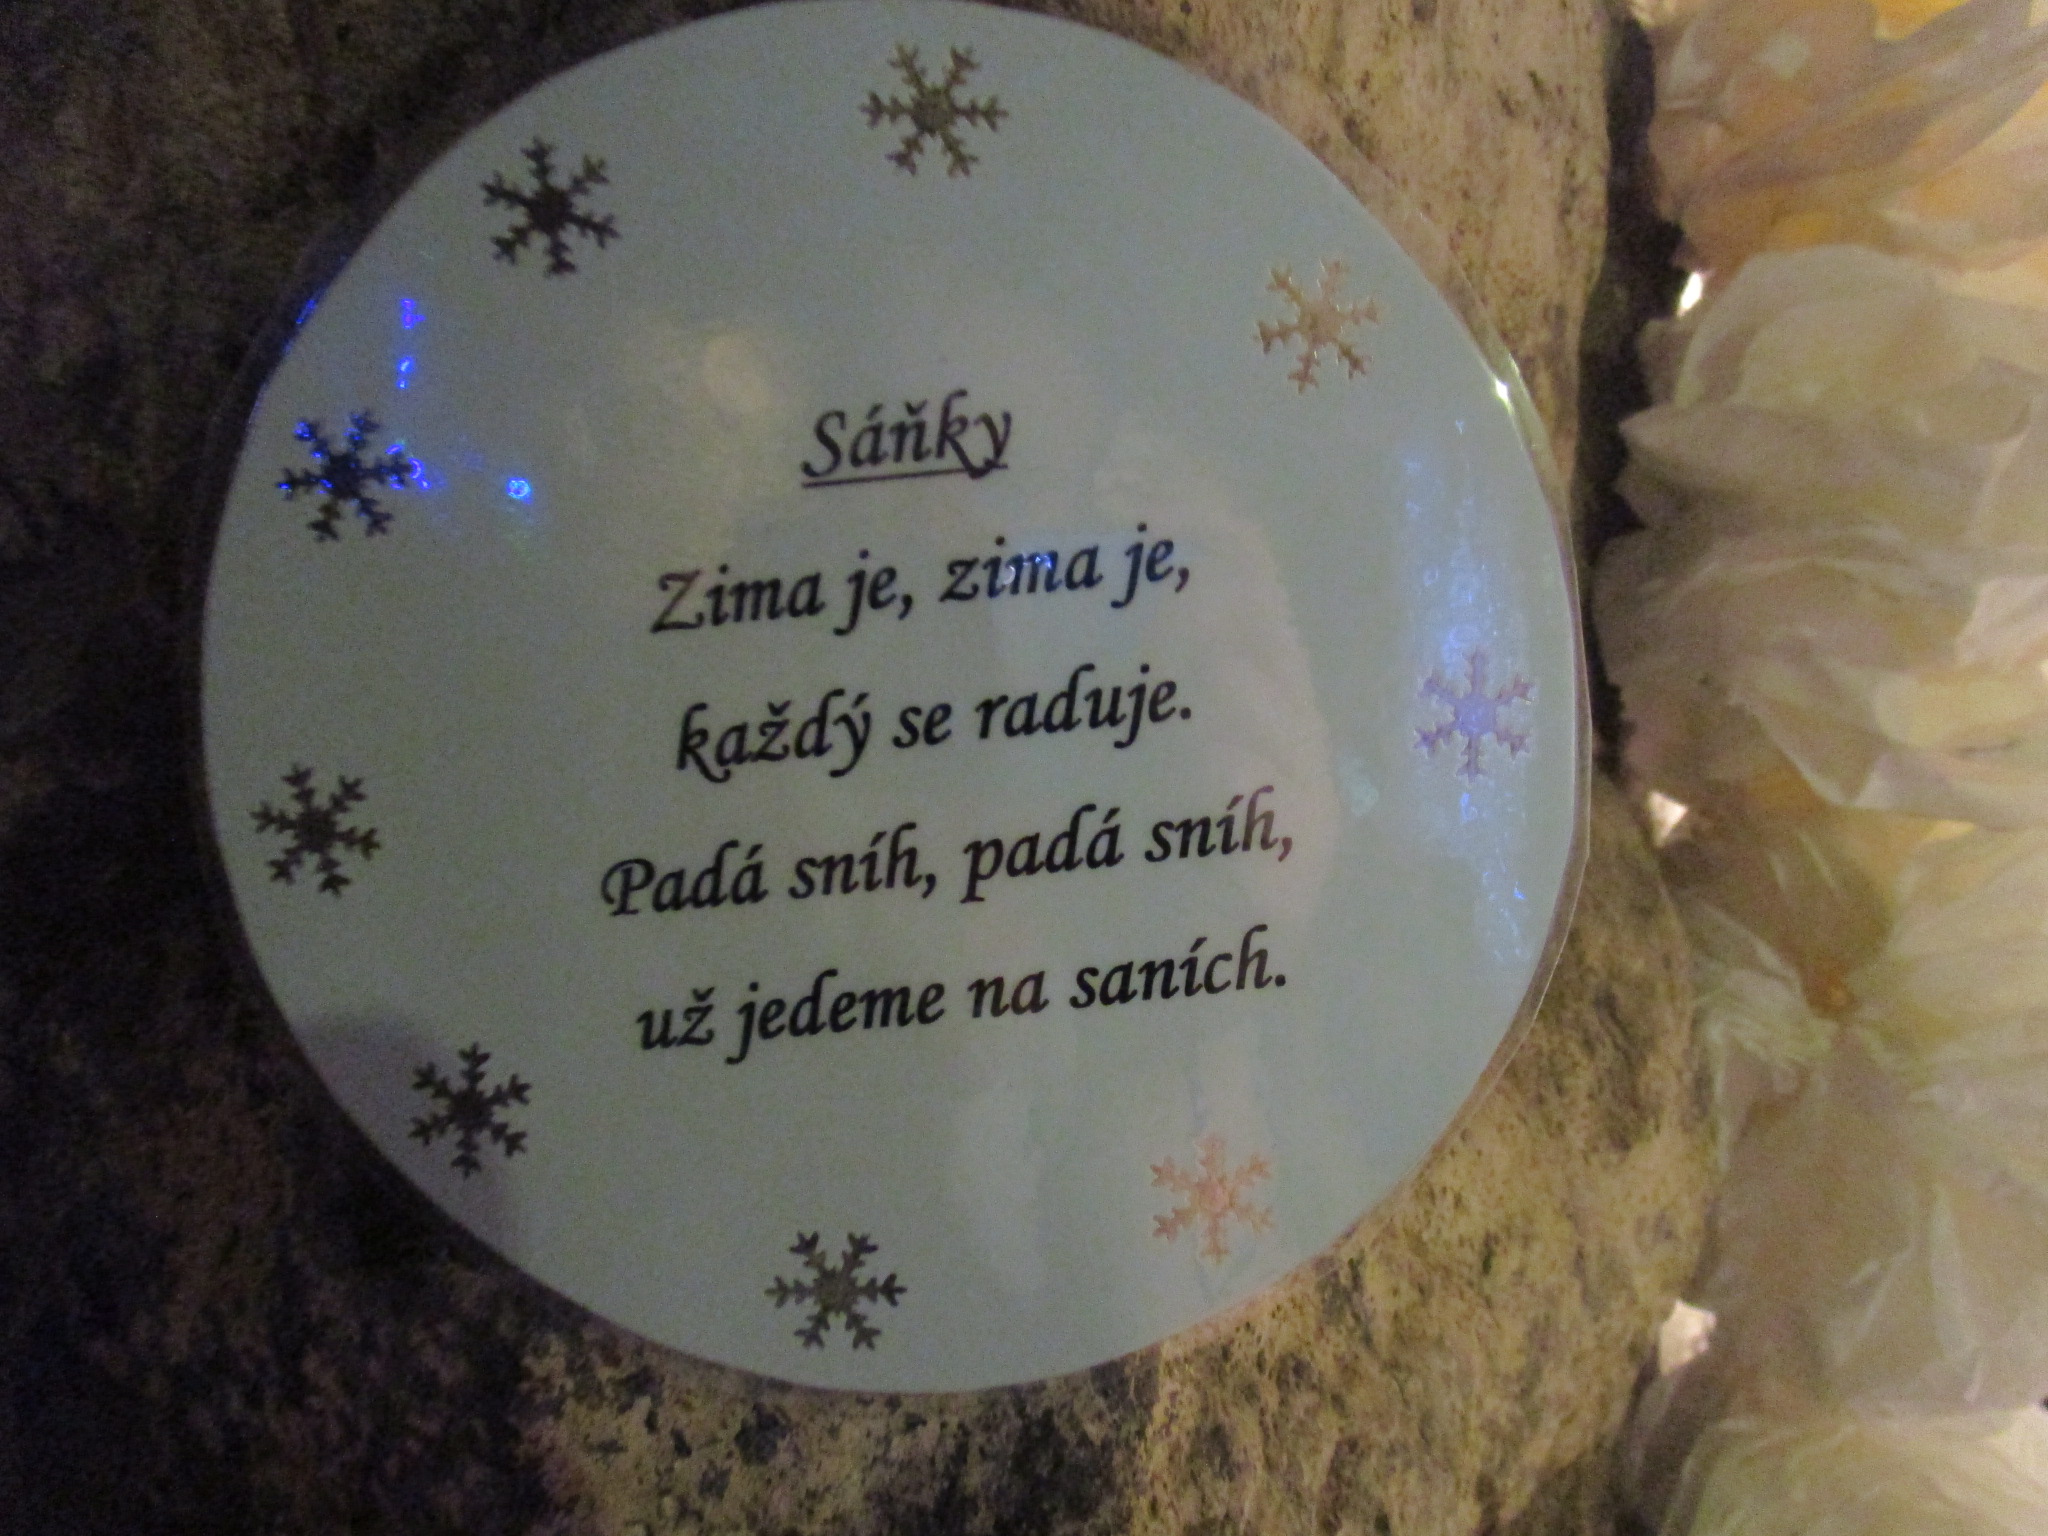 Sáňky
Zima je, zima je,
každý se raduje.
Padá sníh, padá sníh,
už jedeme na saních.